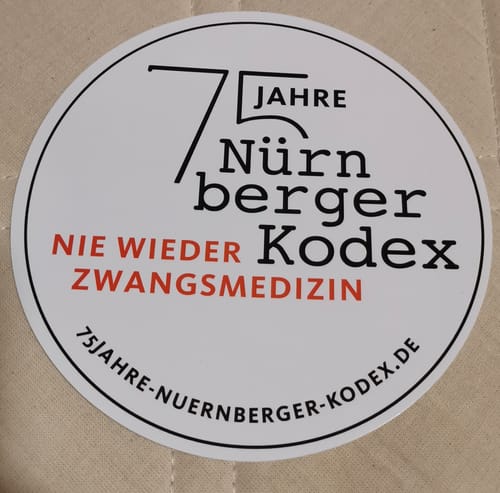 75 JAHRE
Nürn
berger
Kodex
NIE WIEDER
ZWANGSMEDIZIN
75JAHRE-NUERNBERGER-KODEX.DE